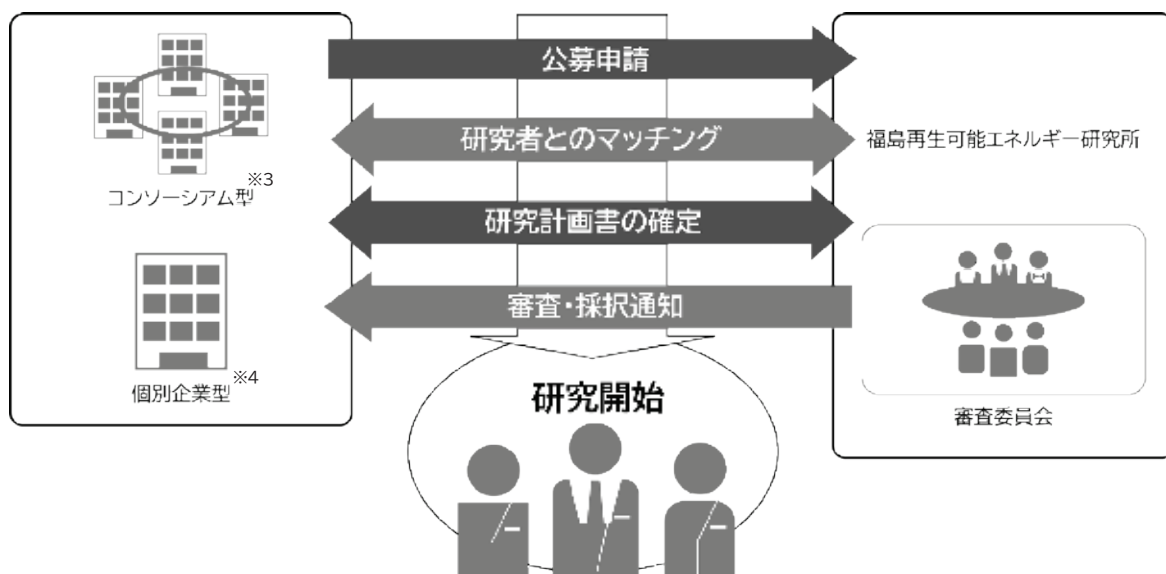 公募申請
研究者とのマッチング
福島再生可能エネルギー研究所
コンソーシアム型※3
研究計画書の確定
審査・採択通知
個別企業型※4
研究開始
審査委員会